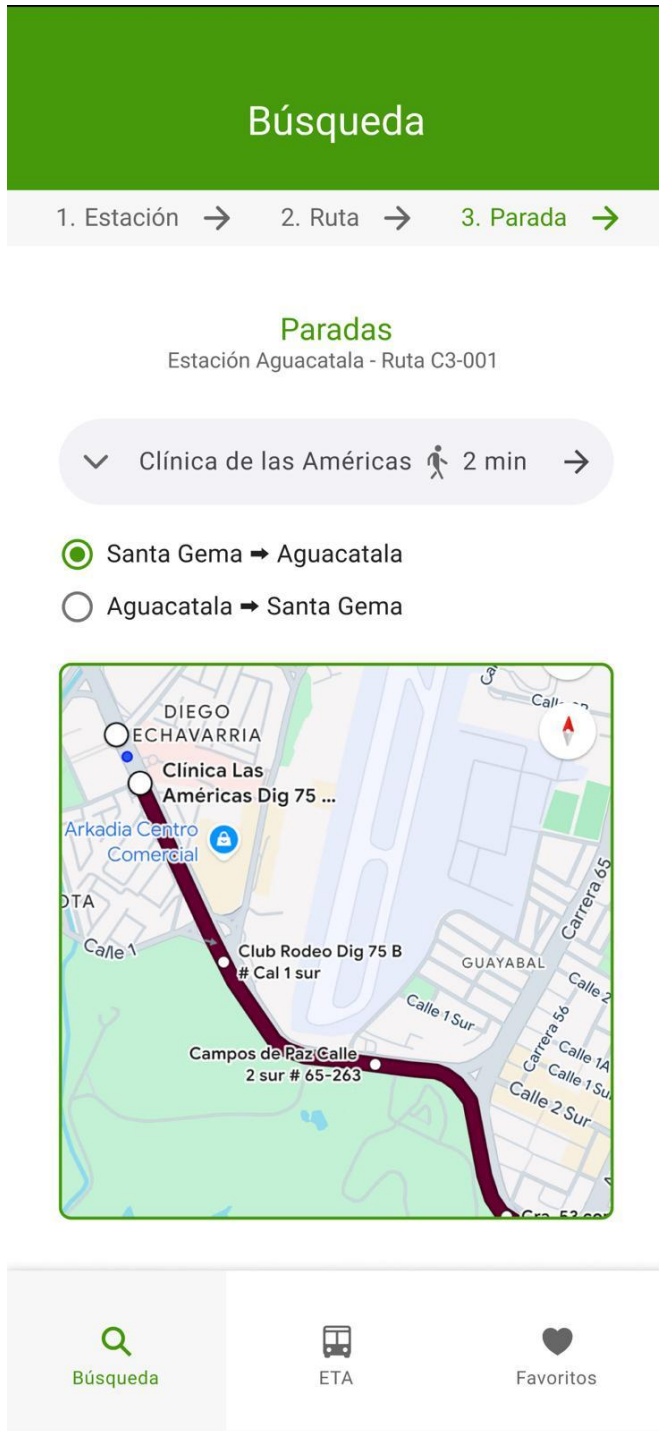 Búsqueda
1. Estación → 2. Ruta → 3. Parada →
Paradas
Estación Aguacatala - Ruta C3-001
Clínica de las Américas 2 min →
Santa Gema ➡ Aguacatala
Aguacatala ➡ Santa Gema
DIEGO
ECHAVARRIA
Clínica Las
Américas Dig 75 ...
Arkadia Centro
Comercial
OTA
Calle 1
Club Rodeo Dig 75 B
# Cal 1 sur
Campos de Paz Calle
2 sur # 65-263
GUAYABAL
Carrera 65
Calle 1 Sur
Carrera 56
Calle 2
Calle 1A
Calle 1 Su
Calle 2 Sur
Búsqueda
ETA
Favoritos